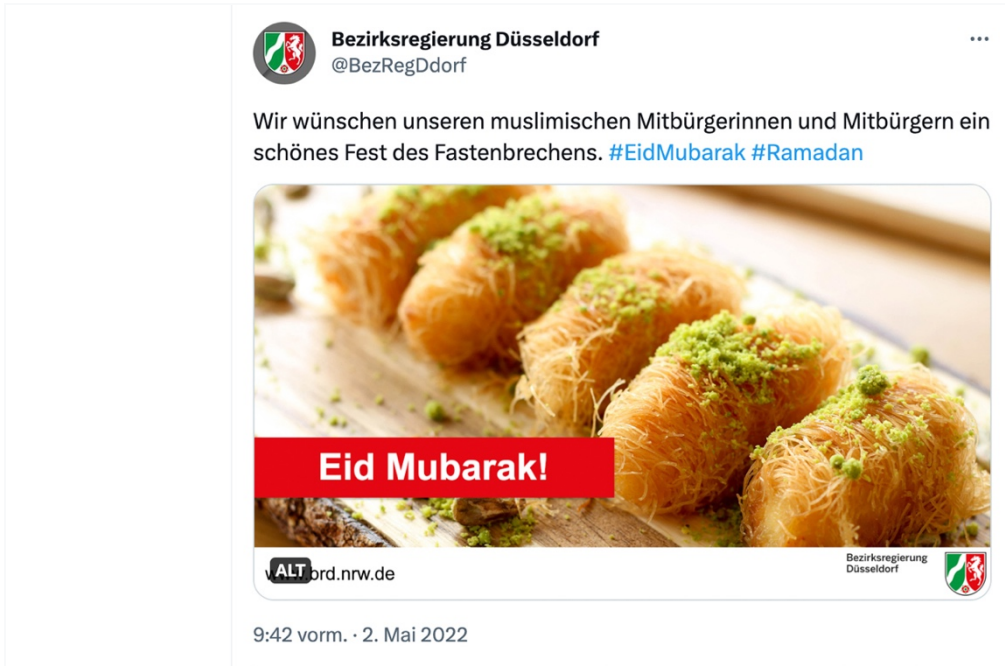 Bezirksregierung Düsseldorf
@BezRegDdorf
Wir wünschen unseren muslimischen Mitbürgerinnen und Mitbürgern ein
schönes Fest des Fastenbrechens. #EidMubarak #Ramadan
Eid Mubarak!
ALT
brd.nrw.de
Bezirksregierung
Düsseldorf
9:42 vorm. · 2. Mai 2022